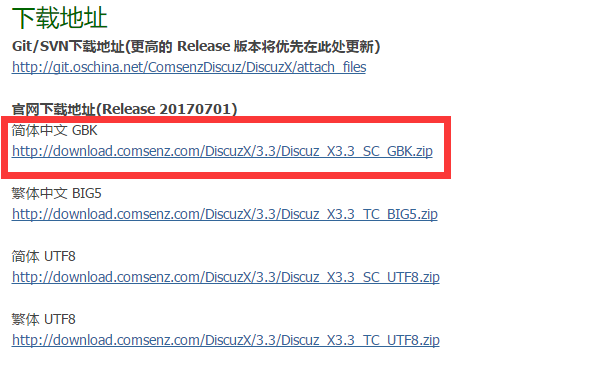 下载地址
Git/SVN下载地址(更高的 Release 版本将优先在此处更新)
http://git.oschina.net/ComsenzDiscuz/DiscuzX/attach_files
官网下载地址(Release 20170701)
简体中文 GBK
http://download.comsenz.com/DiscuzX/3.3/Discuz_X3.3_SC_GBK.zip
繁体中文 BIG5
http://download.comsenz.com/DiscuzX/3.3/Discuz_X3.3_TC_BIG5.zip
简体 UTF8
http://download.comsenz.com/DiscuzX/3.3/Discuz_X3.3_SC_UTF8.zip
繁体 UTF8
http://download.comsenz.com/DiscuzX/3.3/Discuz_X3.3_TC_UTF8.zip